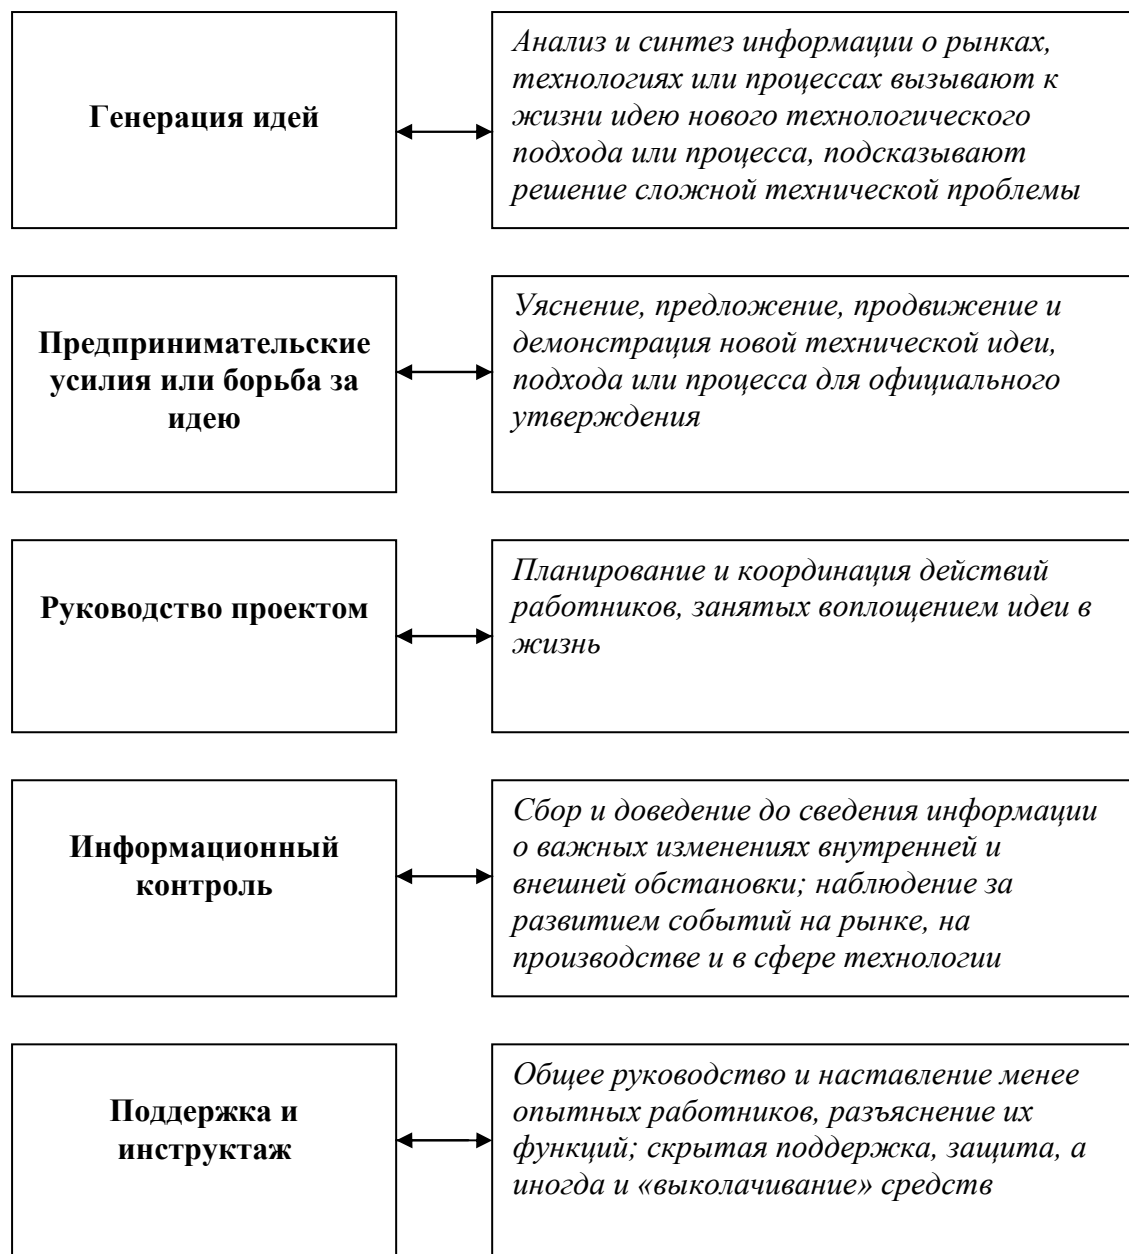 Генерация идей
Анализ и синтез информации о рынках,
технологиях или процессах вызывают к
жизни идею нового технологического
подхода или процесса, подсказывают
решение сложной технической проблемы
Предпринимательские
усилия или борьба за
идею
Уяснение, предложение, продвижение и
демонстрация новой технической идеи,
подхода или процесса для официального
утверждения
Руководство проектом
Планирование и координация действий
работников, занятых воплощением идеи в
жизнь
Информационный
контроль
Сбор и доведение до сведения информации
о важных изменениях внутренней и
внешней обстановки; наблюдение за
развитием событий на рынке, на
производстве и в сфере технологии
Поддержка и
инструктаж
Общее руководство и наставление менее
опытных работников, разъяснение их
функций; скрытая поддержка, защита, а
иногда и «выколачивание» средств